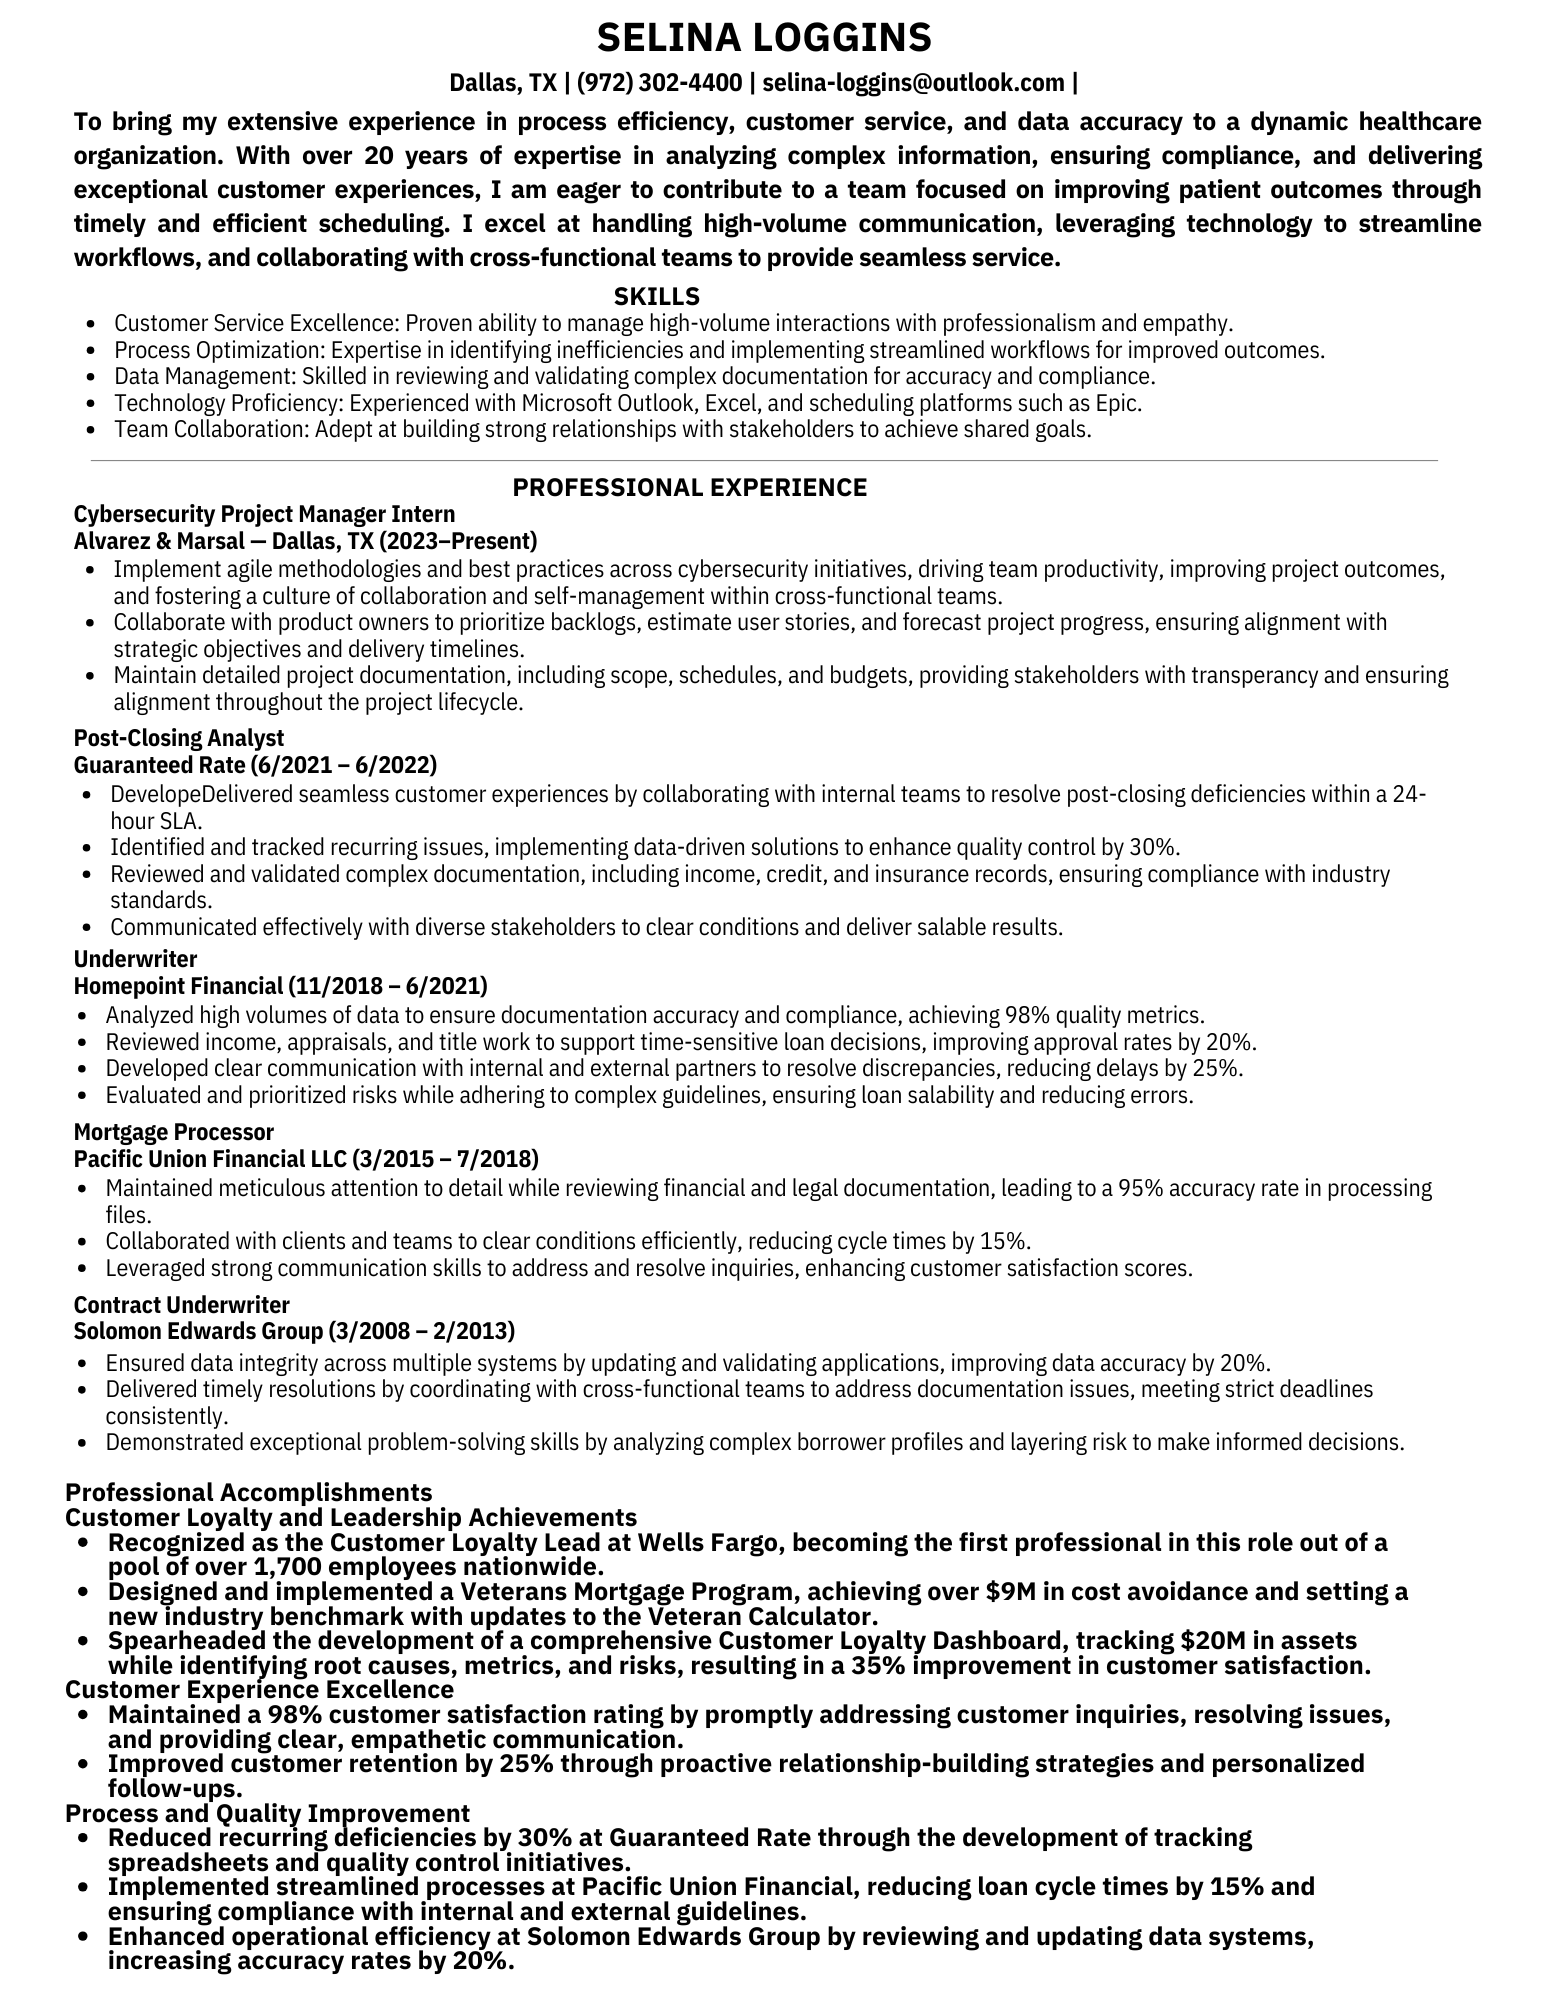 SELINA LOGGINS
Dallas, TX | (972) 302-4400 | selina-loggins@outlook.com |
To bring my extensive experience in process efficiency, customer service, and data accuracy to a dynamic healthcare
organization. With over 20 years of expertise in analyzing complex information, ensuring compliance, and delivering
exceptional customer experiences, I am eager to contribute to a team focused on improving patient outcomes through
timely and efficient scheduling. I excel at handling high-volume communication, leveraging technology to streamline
workflows, and collaborating with cross-functional teams to provide seamless service.
SKILLS
• Customer Service Excellence: Proven ability to manage high-volume interactions with professionalism and empathy.
• Process Optimization: Expertise in identifying inefficiencies and implementing streamlined workflows for improved outcomes.
• Data Management: Skilled in reviewing and validating complex documentation for accuracy and compliance.
• Technology Proficiency: Experienced with Microsoft Outlook, Excel, and scheduling platforms such as Epic.
• Team Collaboration: Adept at building strong relationships with stakeholders to achieve shared goals.
PROFESSIONAL EXPERIENCE
Cybersecurity Project Manager Intern
Alvarez & Marsal — Dallas, TX (2023–Present)
• Implement agile methodologies and best practices across cybersecurity initiatives, driving team productivity, improving project outcomes,
and fostering a culture of collaboration and self-management within cross-functional teams.
• Collaborate with product owners to prioritize backlogs, estimate user stories, and forecast project progress, ensuring alignment with
strategic objectives and delivery timelines.
• Maintain detailed project documentation, including scope, schedules, and budgets, providing stakeholders with transperancy and ensuring
alignment throughout the project lifecycle.
Post-Closing Analyst
Guaranteed Rate (6/2021 – 6/2022)
• DevelopeDelivered seamless customer experiences by collaborating with internal teams to resolve post-closing deficiencies within a 24-
hour SLA.
• Identified and tracked recurring issues, implementing data-driven solutions to enhance quality control by 30%.
• Reviewed and validated complex documentation, including income, credit, and insurance records, ensuring compliance with industry
standards.
• Communicated effectively with diverse stakeholders to clear conditions and deliver salable results.
Underwriter
Homepoint Financial (11/2018 – 6/2021)
• Analyzed high volumes of data to ensure documentation accuracy and compliance, achieving 98% quality metrics.
• Reviewed income, appraisals, and title work to support time-sensitive loan decisions, improving approval rates by 20%.
• Developed clear communication with internal and external partners to resolve discrepancies, reducing delays by 25%.
• Evaluated and prioritized risks while adhering to complex guidelines, ensuring loan salability and reducing errors.
Mortgage Processor
Pacific Union Financial LLC (3/2015 – 7/2018)
• Maintained meticulous attention to detail while reviewing financial and legal documentation, leading to a 95% accuracy rate in processing
files.
• Collaborated with clients and teams to clear conditions efficiently, reducing cycle times by 15%.
• Leveraged strong communication skills to address and resolve inquiries, enhancing customer satisfaction scores.
Contract Underwriter
Solomon Edwards Group (3/2008 – 2/2013)
• Ensured data integrity across multiple systems by updating and validating applications, improving data accuracy by 20%.
• Delivered timely resolutions by coordinating with cross-functional teams to address documentation issues, meeting strict deadlines
consistently.
• Demonstrated exceptional problem-solving skills by analyzing complex borrower profiles and layering risk to make informed decisions.
Professional Accomplishments
Customer Loyalty and Leadership Achievements
• Recognized as the Customer Loyalty Lead at Wells Fargo, becoming the first professional in this role out of a
pool of over 1,700 employees nationwide.
• Designed and implemented a Veterans Mortgage Program, achieving over $9M in cost avoidance and setting a
new industry benchmark with updates to the Veteran Calculator.
• Spearheaded the development of a comprehensive Customer Loyalty Dashboard, tracking $20M in assets
while identifying root causes, metrics, and risks, resulting in a 35% improvement in customer satisfaction.
Customer Experience Excellence
• Maintained a 98% customer satisfaction rating by promptly addressing customer inquiries, resolving issues,
and providing clear, empathetic communication.
• Improved customer retention by 25% through proactive relationship-building strategies and personalized
follow-ups.
Process and Quality Improvement
• Reduced recurring deficiencies by 30% at Guaranteed Rate through the development of tracking
spreadsheets and quality control initiatives.
• Implemented streamlined processes at Pacific Union Financial, reducing loan cycle times by 15% and
ensuring compliance with internal and external guidelines.
• Enhanced operational efficiency at Solomon Edwards Group by reviewing and updating data systems,
increasing accuracy rates by 20%.